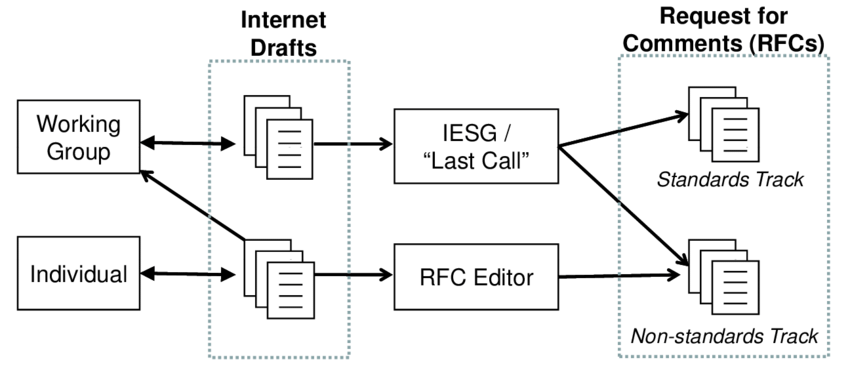 Internet
Drafts
Request for
Comments (RFCs)
Working
Group
IESG /
“Last Call”
Standards Track
Individual
RFC Editor
Non-standards Track